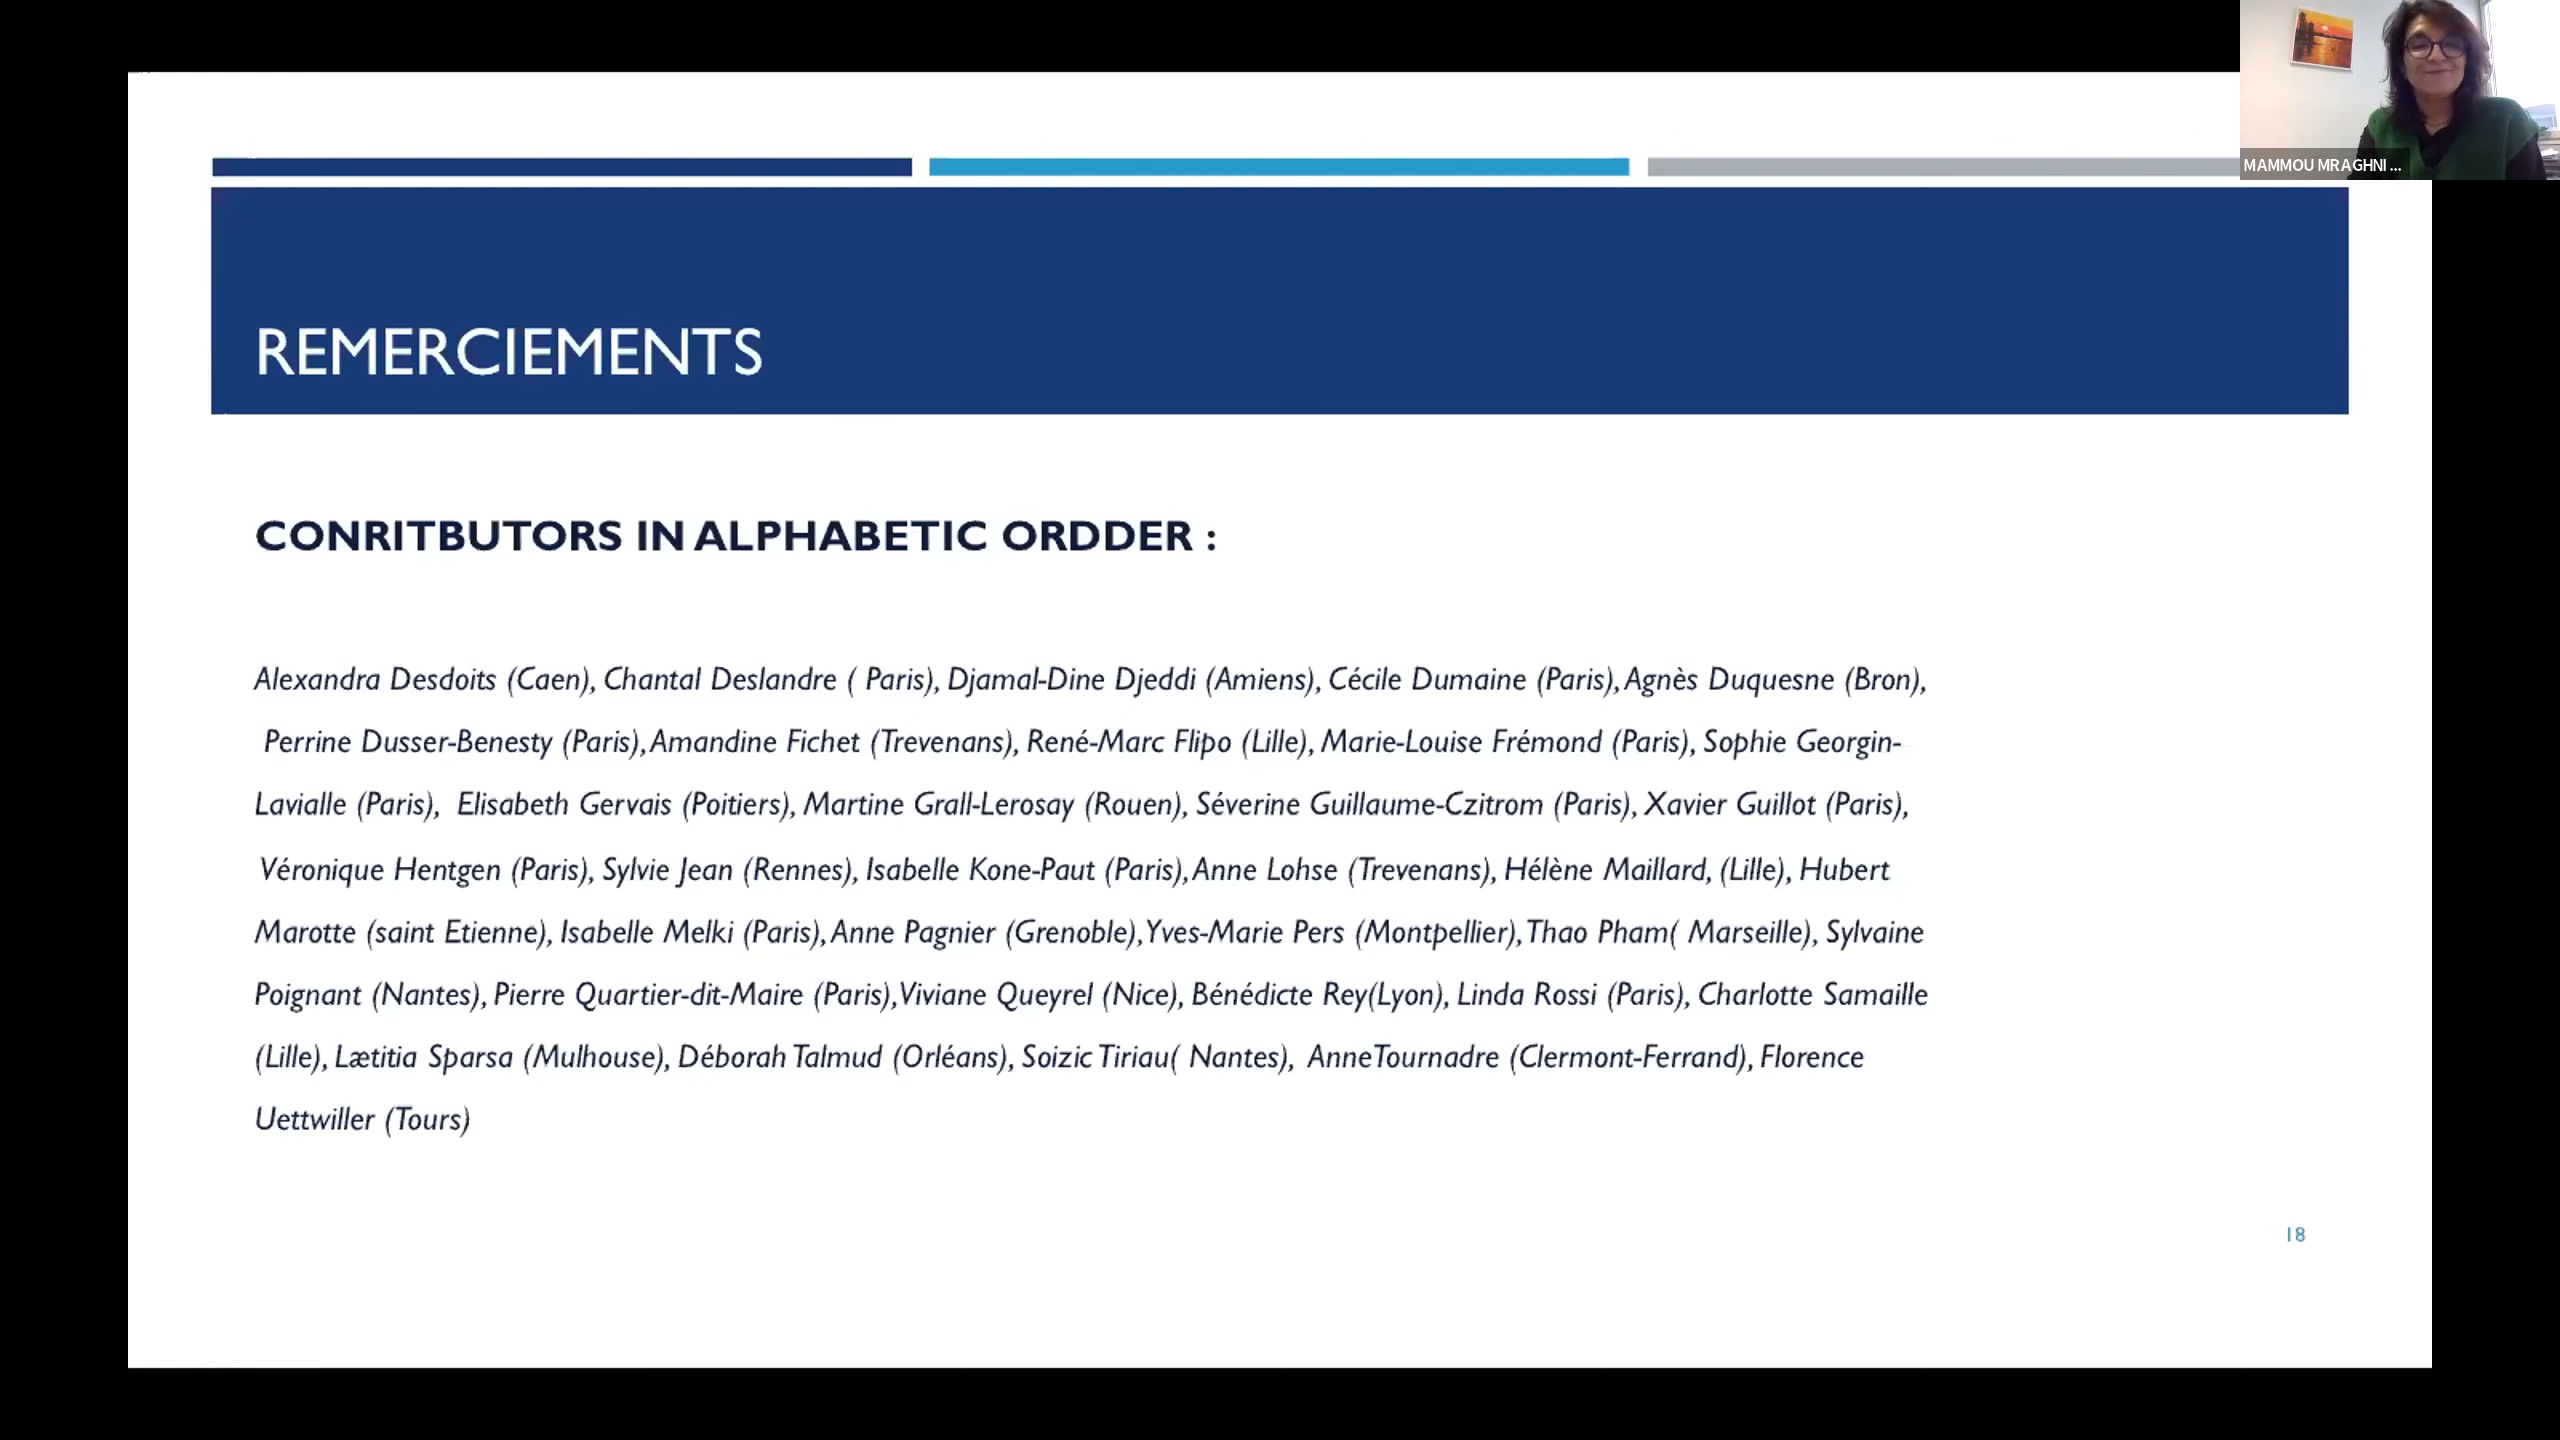 MAMMOU MRAGHNI ...
REMERCIEMENTS
CONRITBUTORS IN ALPHABETIC ORDDER :
Alexandra Desdoits (Caen), Chantal Deslandre ( Paris), Djamal-Dine Djeddi (Amiens), Cécile Dumaine (Paris), Agnès Duquesne (Bron),
Perrine Dusser-Benesty (Paris), Amandine Fichet (Trevenans), René-Marc Flipo (Lille), Marie-Louise Frémond (Paris), Sophie Georgin-
Lavialle (Paris), Elisabeth Gervais (Poitiers), Martine Grall-Lerosay (Rouen), Séverine Guillaume-Czitrom (Paris), Xavier Guillot (Paris),
Véronique Hentgen (Paris), Sylvie Jean (Rennes), Isabelle Kone-Paut (Paris), Anne Lohse (Trevenans), Hélène Maillard, (Lille), Hubert
Marotte (saint Etienne), Isabelle Melki (Paris), Anne Pagnier (Grenoble), Yves-Marie Pers (Montpellier), Thao Pham( Marseille), Sylvaine
Poignant (Nantes), Pierre Quartier-dit-Maire (Paris), Viviane Queyrel (Nice), Bénédicte Rey(Lyon), Linda Rossi (Paris), Charlotte Samaille
(Lille), Lætitia Sparsa (Mulhouse), Déborah Talmud (Orléans), Soizic Tiriau( Nantes), AnneTournadre (Clermont-Ferrand), Florence
Uettwiller (Tours)
18